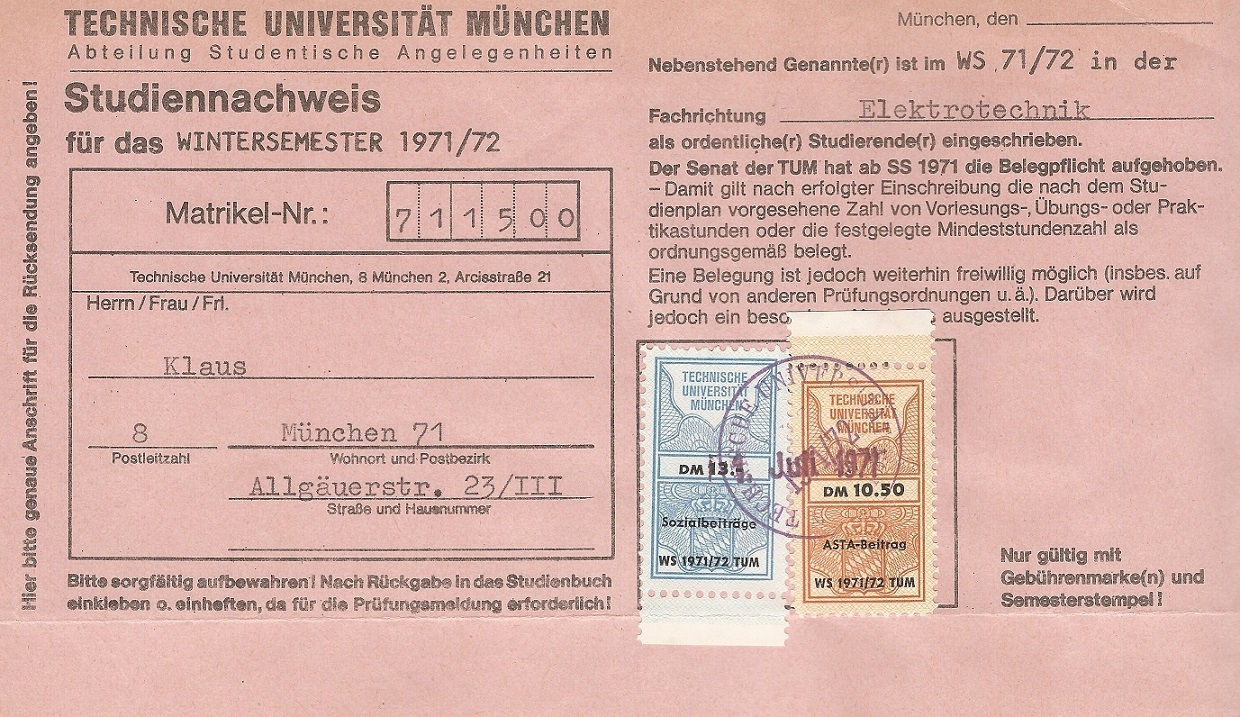 TECHNISCHE UNIVERSITÄT MÜNCHEN
Abteilung Studentische Angelegenheiten
Studiennachweis
für das WINTERSEMESTER 1971/72
Matrikel-Nr.: 711500
Technische Universität München, 8 München 2, Arcisstraße 21
Herrn/Frau/Frl.
Klaus
8 München 71
Postleitzahl Wohnort und Postbezirk
Allgäuerstr. 23/III
Straße und Hausnummer
Bitte sorgfältig aufbewahren! Nach Rückgabe in das Studienbuch
einkleben o. einheften, da für die Prüfungsmeldung erforderlich!
Hier bitte genaue Anschrift für die Rücksendung angeben!
München, den
Nebenstehend Genannte(r) ist im WS 71/72 in der
Fachrichtung Elektrotechnik
als ordentliche(r) Studierende(r) eingeschrieben.
Der Senat der TUM hat ab SS 1971 die Belegpflicht aufgehoben.
– Damit gilt nach erfolgter Einschreibung die nach dem Stu-
dienplan vorgesehene Zahl von Vorlesungs-, Übungs- oder Prak-
tikastunden oder die festgelegte Mindeststundenzahl als
ordnungsgemäß belegt.
Eine Belegung ist jedoch weiterhin freiwillig möglich (insbes. auf
Grund von anderen Prüfungsordnungen u. ä.). Darüber wird
jedoch ein ausgestellt.
TECHNISCHE
UNIVERSITÄT
MÜNCHEN
DM 13.
Sozialbeiträge
WS 1971/72 TUM
TECHNISCHE
UNIVERSITÄT
MÜNCHEN
DM 10.50
ASTA-Beitrag
WS 1971/72 TUM
Juli 1971
Nur gültig mit
Gebührenmarke(n) und
Semesterstempel!